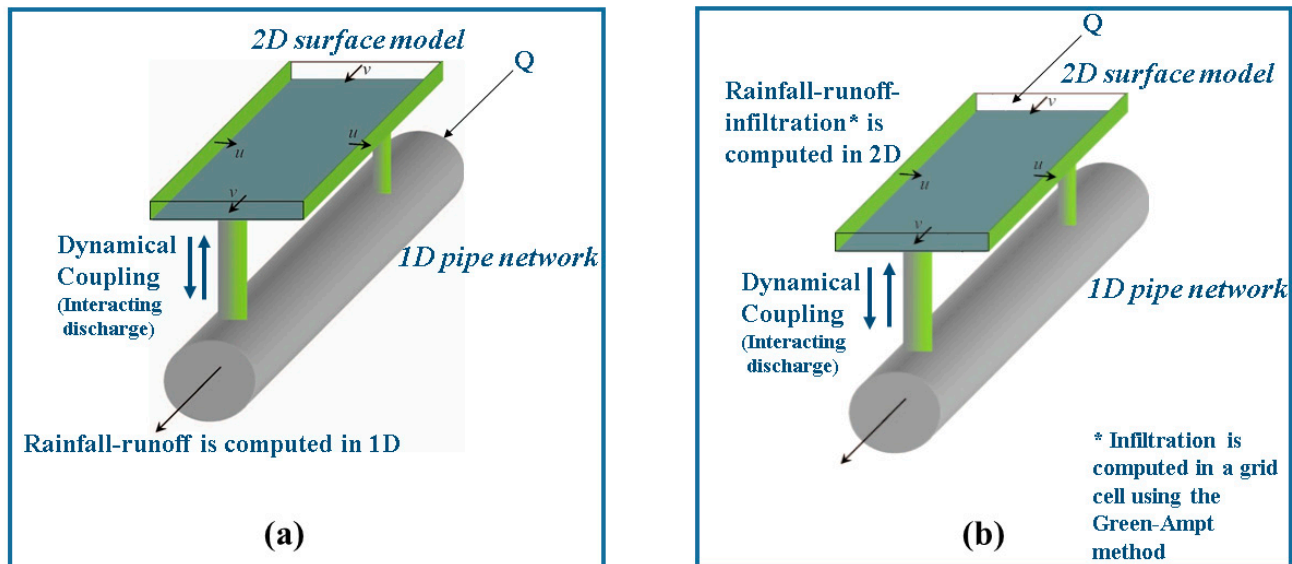 2D surface model
Q
v
u
u
v
Dynamical
Coupling
(Interacting
discharge)
1D pipe network
Rainfall-runoff is computed in 1D
(a)
Q
2D surface model
Rainfall-runoff-
infiltration* is
computed in 2D
v
u
u
v
Dynamical
Coupling
(Interacting
discharge)
1D pipe network
* Infiltration is
computed in a grid
cell using the
Green-Ampt
method
(b)